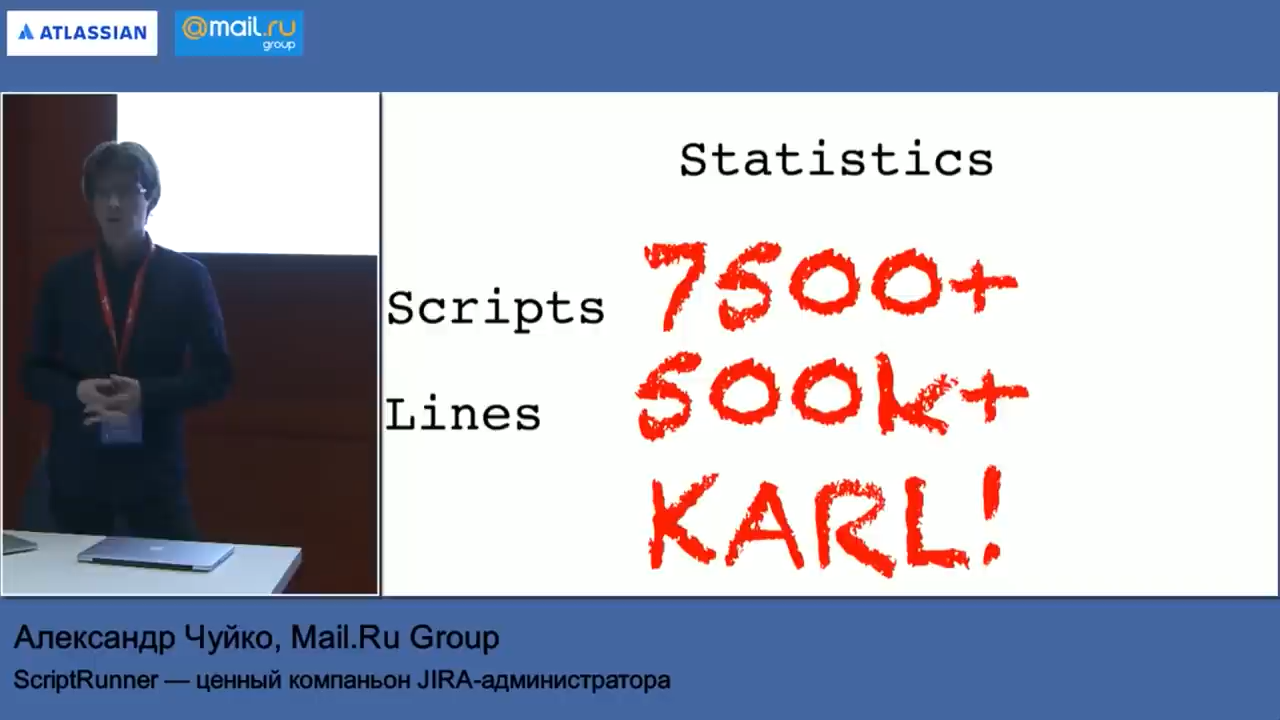 ATLASSIAN
@mail.ru
group
Statistics
Scripts 7500+
Lines 500k+
KARL!
Александр Чуйко, Mail.Ru Group
ScriptRunner — ценный компаньон JIRA-администратора